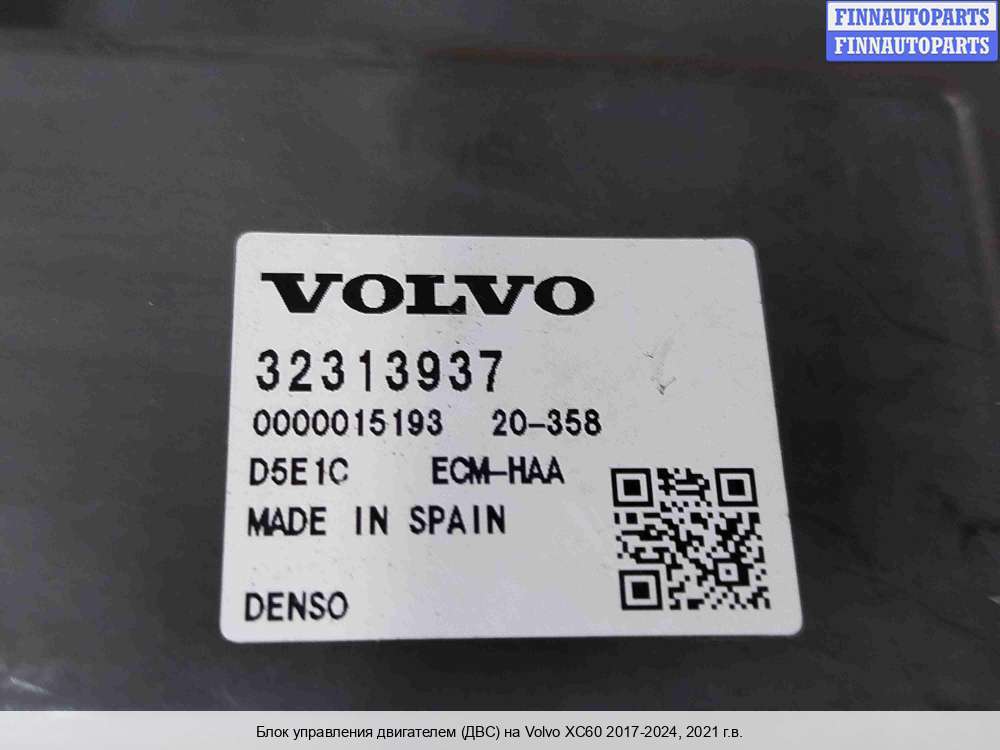 FINNAUTOPARTS
FINNAUTOPARTS
VOLVO
32313937
0000015193 20-358
D5E1C ECM-HAA
MADE IN SPAIN
DENSO
Блок управления двигателем (ДВС) на Volvo XC60 2017-2024, 2021 г.в.